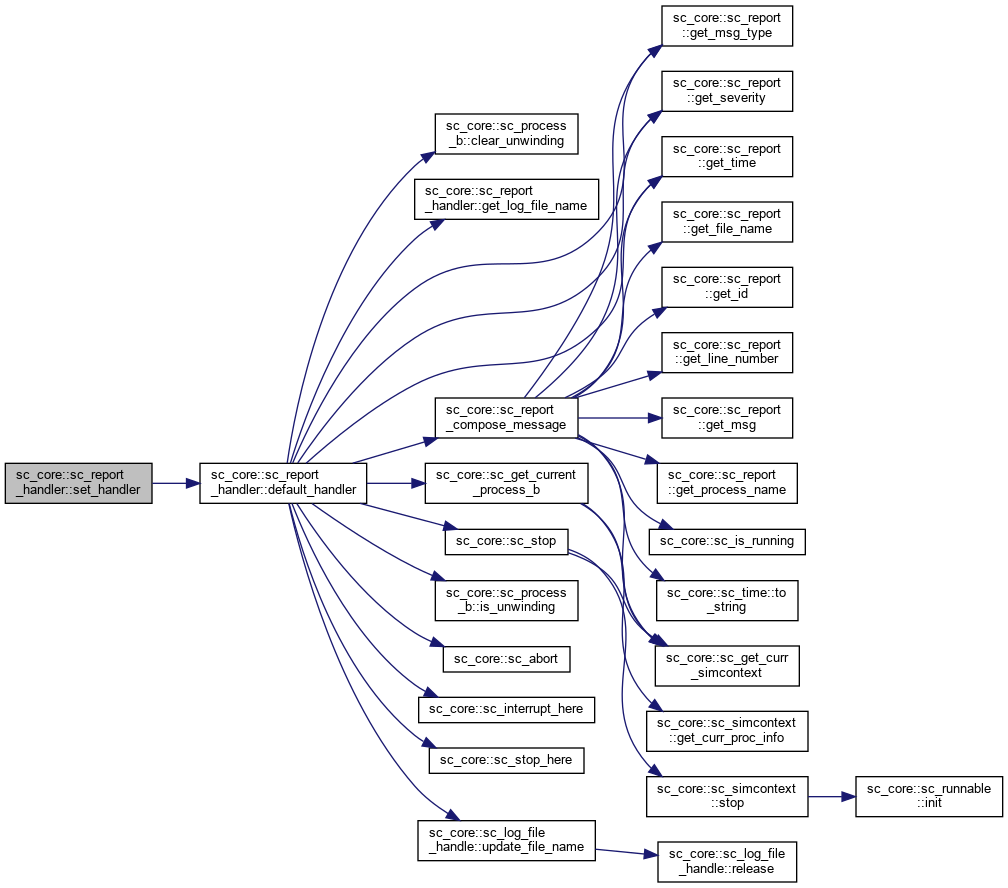 sc_core::sc_report
_handler::set_handler
sc_core::sc_report
_handler::default_handler
sc_core::sc_process
_b::clear_unwinding
sc_core::sc_report
_handler::get_log_file_name
sc_core::sc_report
_compose_message
sc_core::sc_get_current
_process_b
sc_core::sc_stop
sc_core::sc_process
_b::is_unwinding
sc_core::sc_abort
sc_core::sc_interrupt_here
sc_core::sc_stop_here
sc_core::sc_log_file
_handle::update_file_name
sc_core::sc_report
::get_msg_type
sc_core::sc_report
::get_severity
sc_core::sc_report
::get_time
sc_core::sc_report
::get_file_name
sc_core::sc_report
::get_id
sc_core::sc_report
::get_line_number
sc_core::sc_report
::get_msg
sc_core::sc_report
::get_process_name
sc_core::sc_is_running
sc_core::sc_time::to
_string
sc_core::sc_get_curr
_simcontext
sc_core::sc_simcontext
::get_curr_proc_info
sc_core::sc_simcontext
::stop
sc_core::sc_log_file
_handle::release
sc_core::sc_runnable
::init